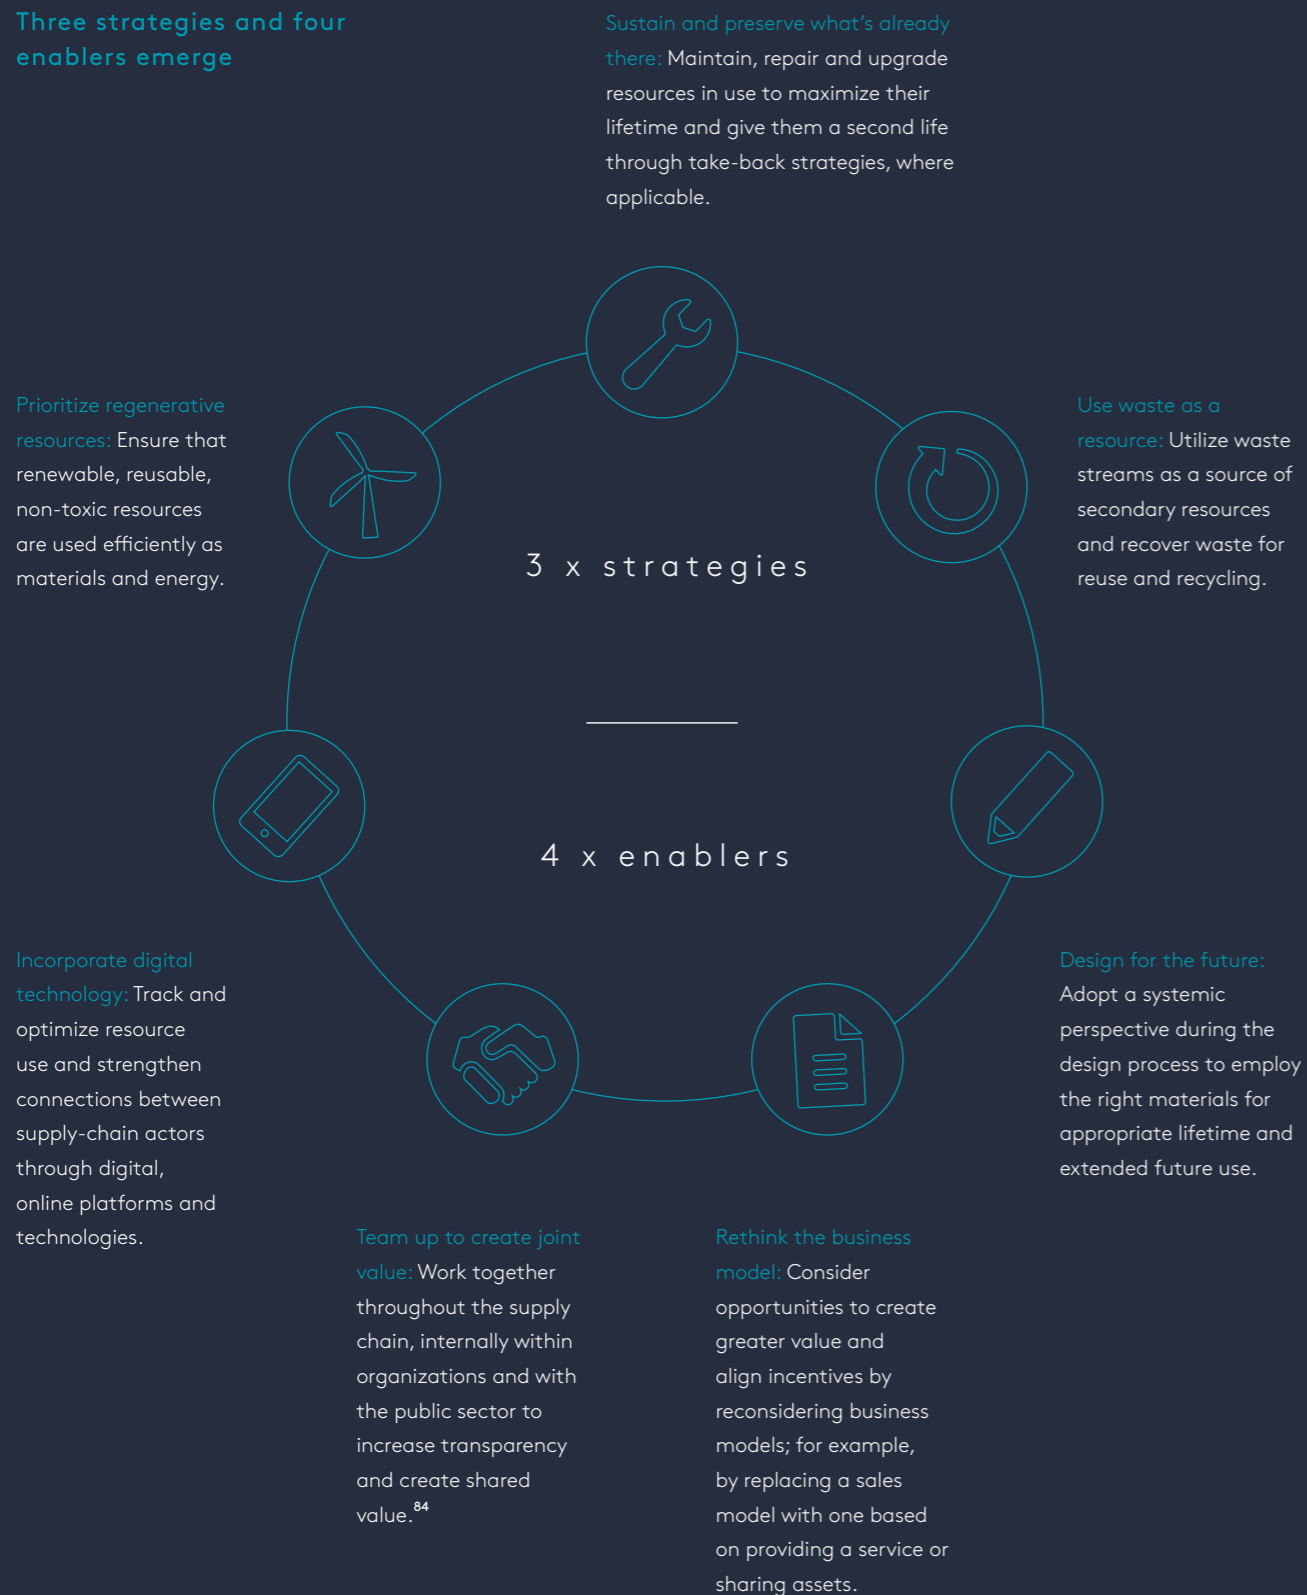 Three strategies and four
enablers emerge
Sustain and preserve what's already
there: Maintain, repair and upgrade
resources in use to maximize their
lifetime and give them a second life
through take-back strategies, where
applicable.
Prioritize regenerative
resources: Ensure that
renewable, reusable,
non-toxic resources
are used efficiently as
materials and energy.
Use waste as a
resource: Utilize waste
streams as a source of
secondary resources
and recover waste for
reuse and recycling.
3 x strategies
4 x enablers
Incorporate digital
technology: Track and
optimize resource
use and strengthen
connections between
supply-chain actors
through digital,
online platforms and
technologies.
Design for the future:
Adopt a systemic
perspective during the
design process to employ
the right materials for
appropriate lifetime and
extended future use.
Team up to create joint
value: Work together
throughout the supply
chain, internally within
organizations and with
the public sector to
increase transparency
and create shared
value.84
Rethink the business
model: Consider
opportunities to create
greater value and
align incentives by
reconsidering business
models; for example,
by replacing a sales
model with one based
on providing a service or
sharing assets.